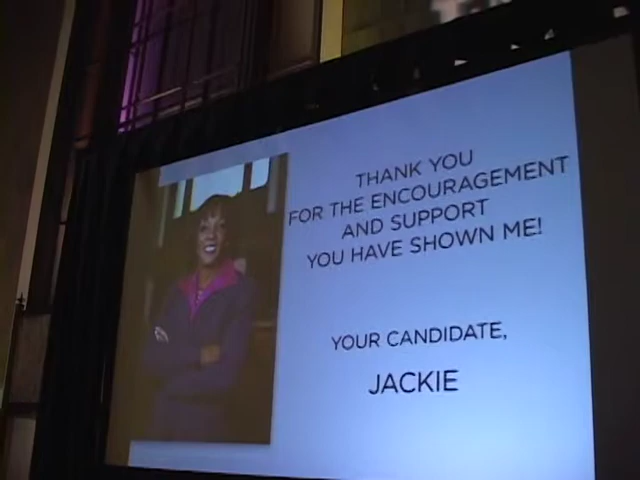 THANK YOU
FOR THE ENCOURAGEMENT
AND SUPPORT
YOU HAVE SHOWN ME!
YOUR CANDIDATE,
JACKIE